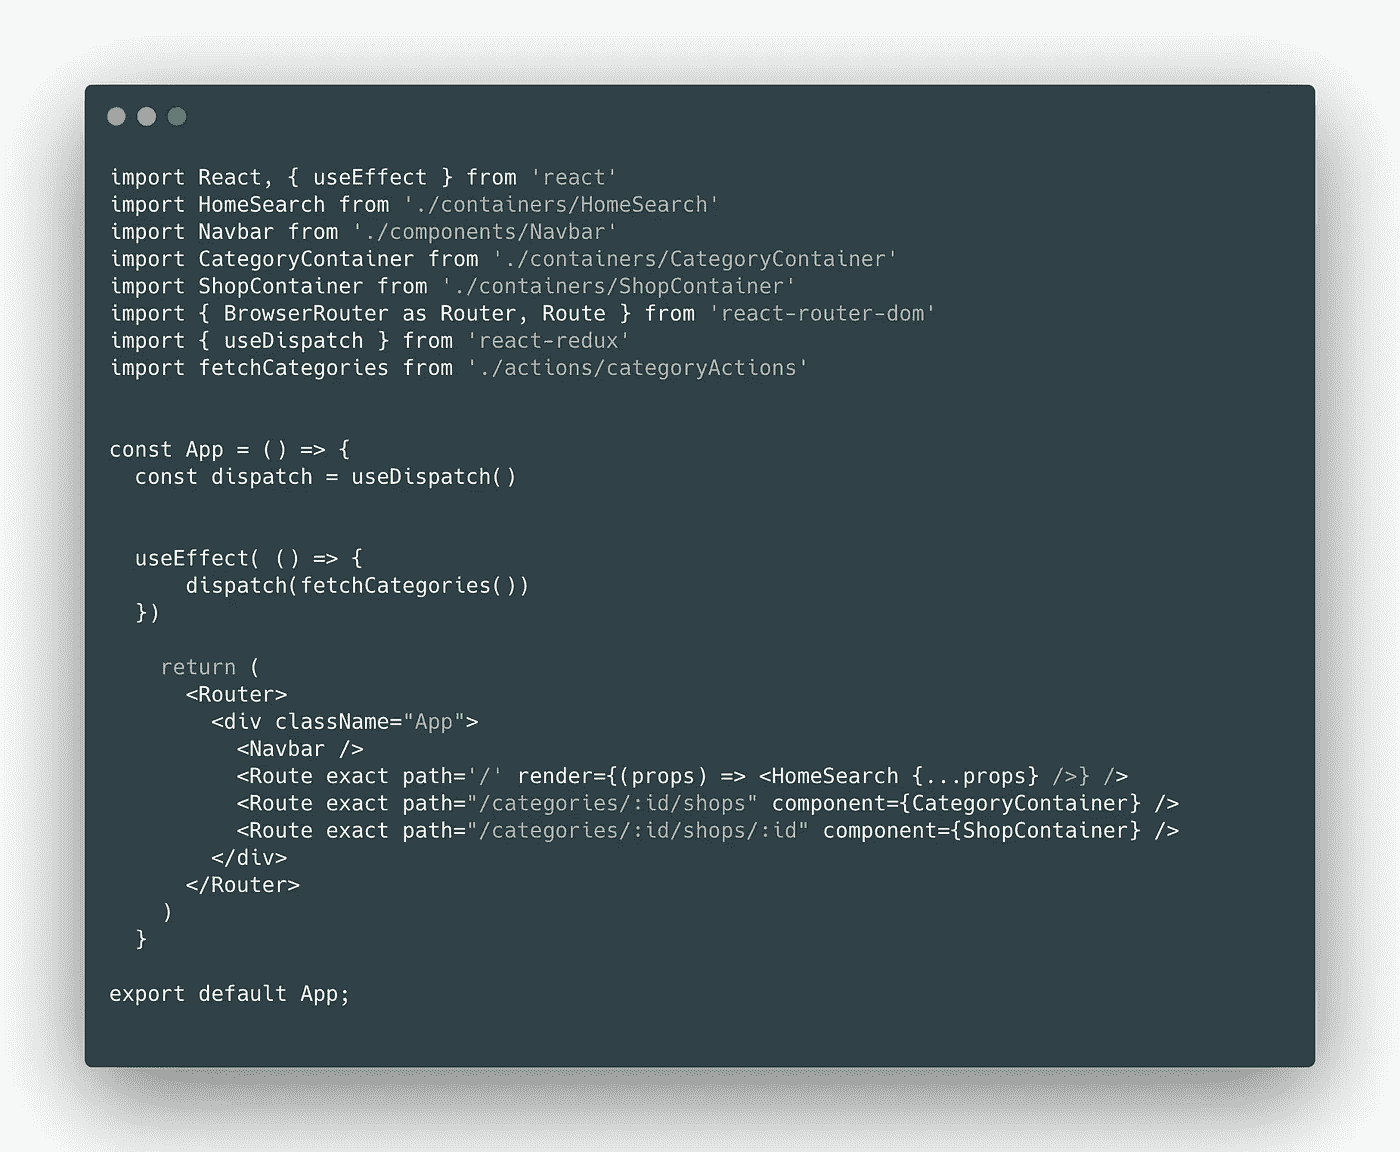 import React, { useEffect } from 'react'
import HomeSearch from './containers/HomeSearch'
import Navbar from './components/Navbar'
import CategoryContainer from './containers/CategoryContainer'
import ShopContainer from './containers/ShopContainer'
import { BrowserRouter as Router, Route } from 'react-router-dom'
import { useDispatch } from 'react-redux'
import fetchCategories from './actions/categoryActions'


const App = () => {
  const dispatch = useDispatch()


  useEffect( () => {
      dispatch(fetchCategories())
  })

    return (
      <Router>
        <div className="App">
          <Navbar />
          <Route exact path='/' render={(props) => <HomeSearch {...props} />} />
          <Route exact path="/categories/:id/shops" component={CategoryContainer} />
          <Route exact path="/categories/:id/shops/:id" component={ShopContainer} />
        </div>
      </Router>
    )
  }

export default App;